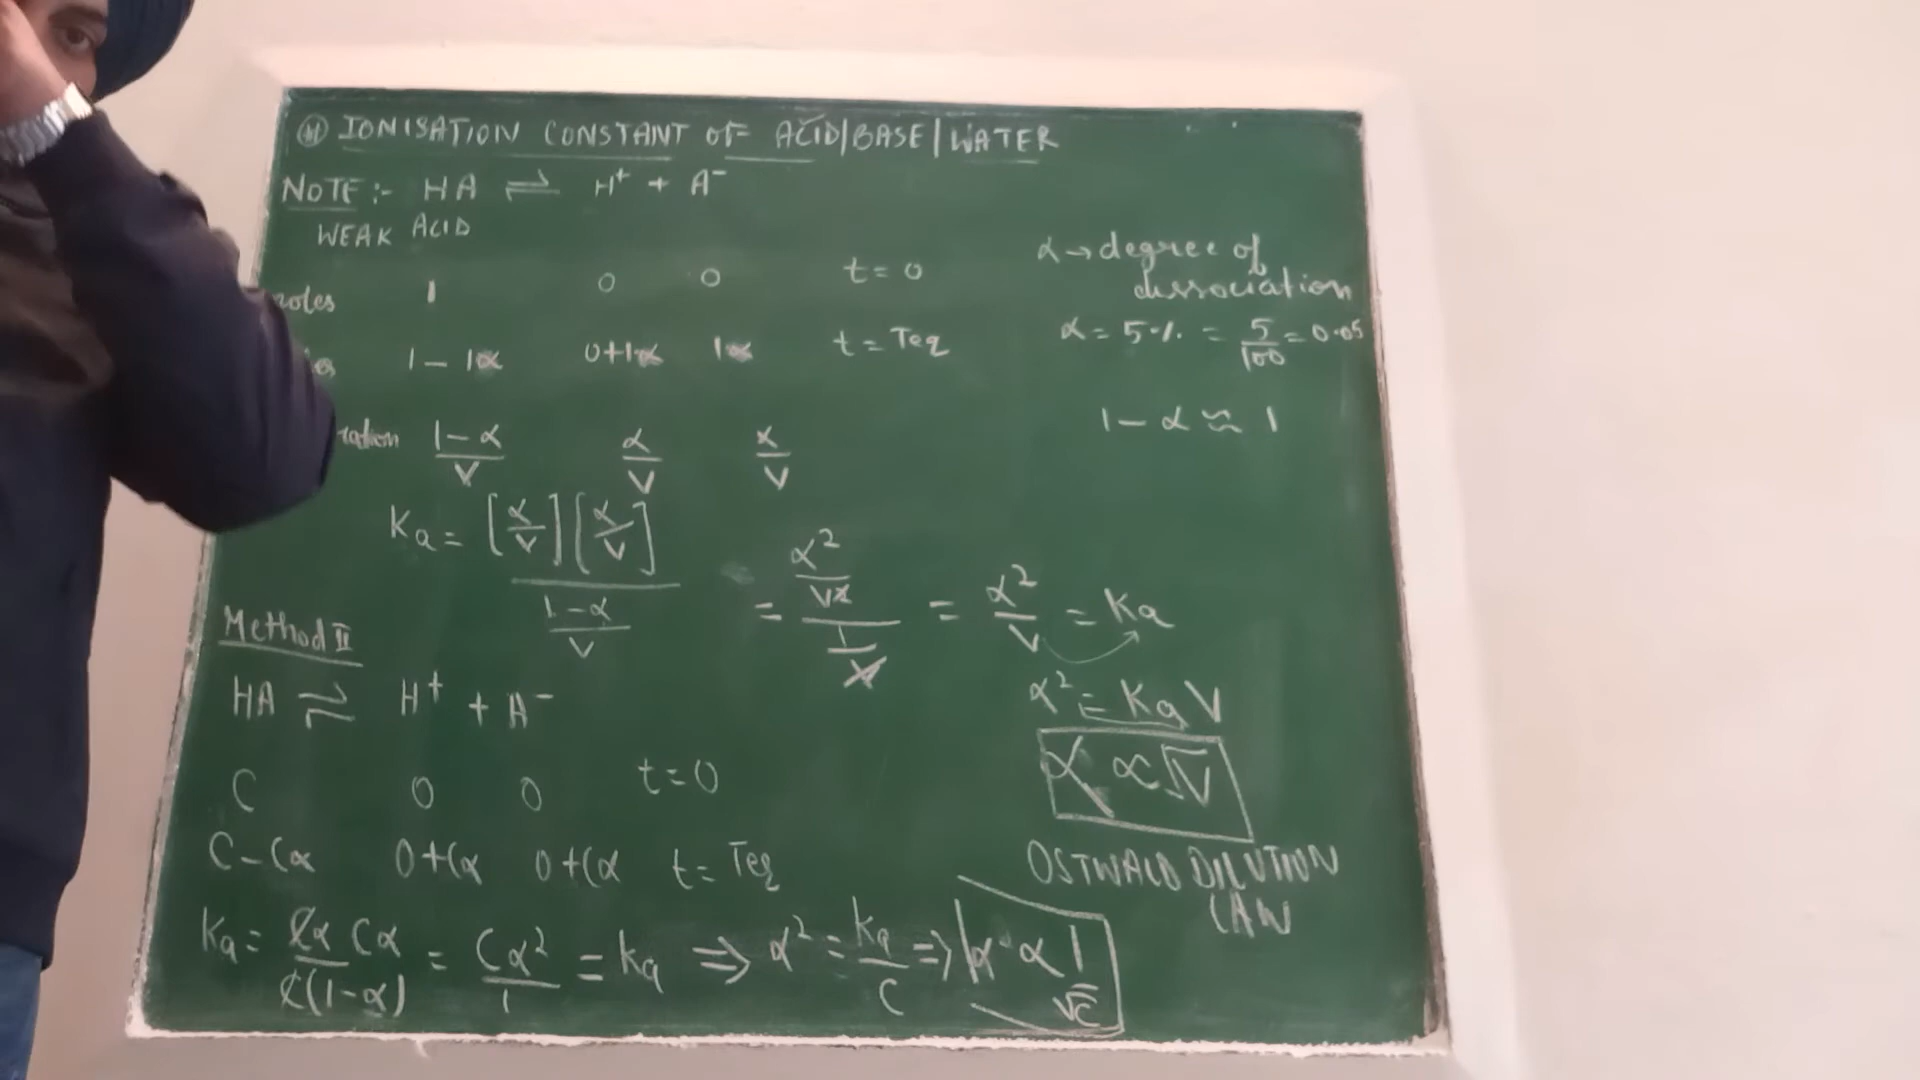 IONISATION CONSTANT OF ACID/BASE/WATER
NOTE :- HA ⇌ H⁺ + A⁻
WEAK ACID
moles 1 0 0 t = 0
1 - 1α 0+1α 1α t = Teq
1-α/V α/V α/V
Ka = [α/V][α/V] / (1-α/V) = (α²/V²) / (1/V) = α²/V = Ka
α² = Ka V
α ∝ √V
OSTWALD DILUTION
LAW
α → degree of
dissociation
α = 5% = 5/100 = 0.05
1 - α ≈ 1
Method II
HA ⇌ H⁺ + A⁻
C 0 0 t = 0
C - Cα 0+Cα 0+Cα t = Teq
Ka = Cα Cα / C(1-α) = Cα²/1 = Ka ⇒ α² = Ka/C ⇒ α ∝ 1/√C